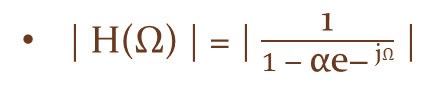 • | H(Ω) | = | 1 / 1 – αe–jΩ |